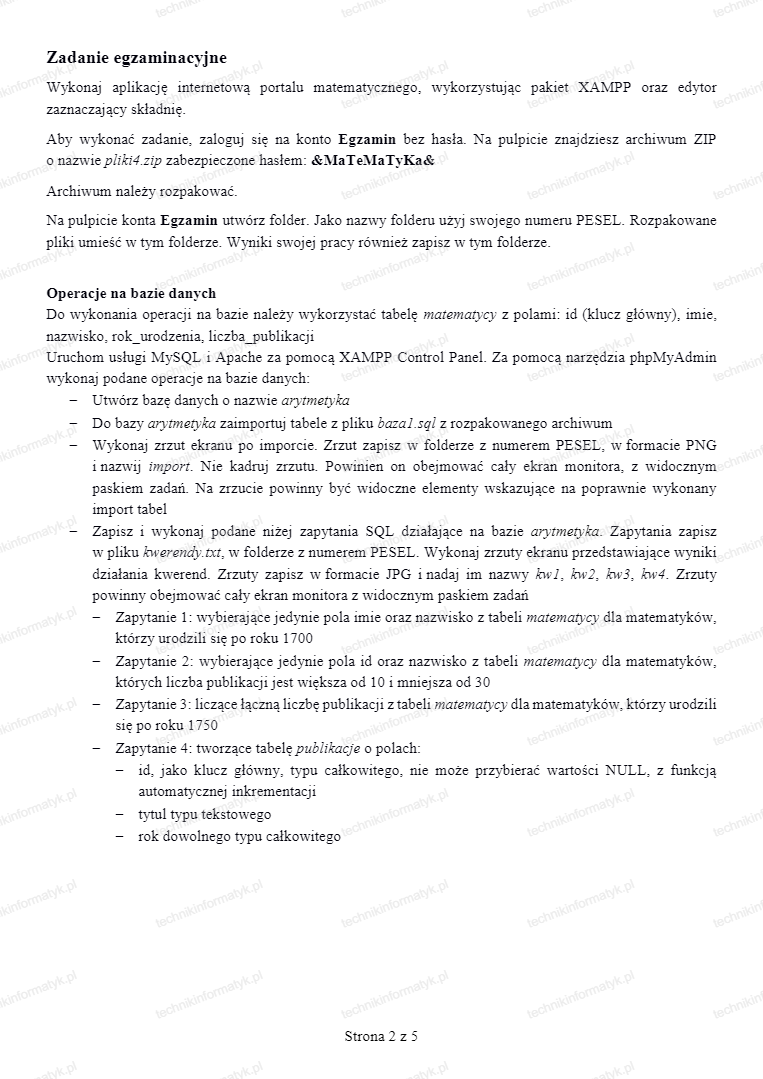 Zadanie egzaminacyjne
Wykonaj aplikację internetową portalu matematycznego, wykorzystując pakiet XAMPP oraz edytor
zaznaczający składnię.
Aby wykonać zadanie, zaloguj się na konto Egzamin bez hasła. Na pulpicie znajdziesz archiwum ZIP
o nazwie pliki4.zip zabezpieczone hasłem: &MaTeMaTyKa&
Archiwum należy rozpakować.
Na pulpicie konta Egzamin utwórz folder. Jako nazwy folderu użyj swojego numeru PESEL. Rozpakowane
pliki umieść w tym folderze. Wyniki swojej pracy również zapisz w tym folderze.
Operacje na bazie danych
Do wykonania operacji na bazie należy wykorzystać tabelę matematycy z polami: id (klucz główny), imie,
nazwisko, rok_urodzenia, liczba_publikacji
Uruchom usługi MySQL i Apache za pomocą XAMPP Control Panel. Za pomocą narzędzia phpMyAdmin
wykonaj podane operacje na bazie danych:
– Utwórz bazę danych o nazwie arytmetyka
– Do bazy arytmetyka zaimportuj tabele z pliku baza1.sql z rozpakowanego archiwum
– Wykonaj zrzut ekranu po imporcie. Zrzut zapisz w folderze z numerem PESEL, w formacie PNG
i nazwij import. Nie kadruj zrzutu. Powinien on obejmować cały ekran monitora, z widocznym
paskiem zadań. Na zrzucie powinny być widoczne elementy wskazujące na poprawnie wykonany
import tabel
– Zapisz i wykonaj podane niżej zapytania SQL działające na bazie arytmetyka. Zapytania zapisz
w pliku kwerendy.txt, w folderze z numerem PESEL. Wykonaj zrzuty ekranu przedstawiające wyniki
działania kwerend. Zrzuty zapisz w formacie JPG i nadaj im nazwy kw1, kw2, kw3, kw4. Zrzuty
powinny obejmować cały ekran monitora z widocznym paskiem zadań
– Zapytanie 1: wybierające jedynie pola imie oraz nazwisko z tabeli matematycy dla matematyków,
którzy urodzili się po roku 1700
– Zapytanie 2: wybierające jedynie pola id oraz nazwisko z tabeli matematycy dla matematyków,
których liczba publikacji jest większa od 10 i mniejsza od 30
– Zapytanie 3: liczące łączną liczbę publikacji z tabeli matematycy dla matematyków, którzy urodzili
się po roku 1750
– Zapytanie 4: tworzące tabelę publikacje o polach:
– id, jako klucz główny, typu całkowitego, nie może przybierać wartości NULL, z funkcją
automatycznej inkrementacji
– tytul typu tekstowego
– rok dowolnego typu całkowitego
Strona 2 z 5
technikinformatyk.pl